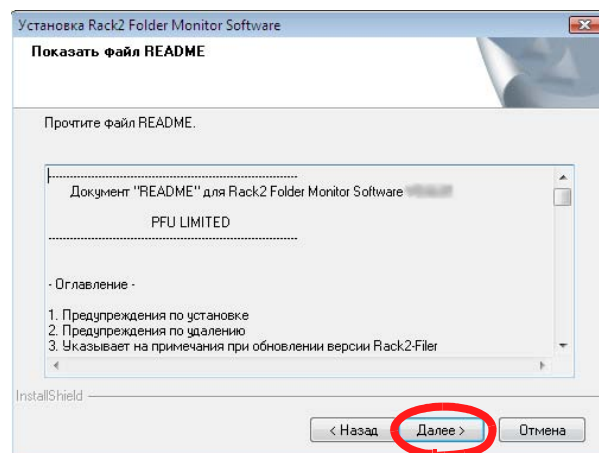 Установка Rack2 Folder Monitor Software
Показать файл README
Прочтите файл README.
Документ "README" для Rack2 Folder Monitor Software
PFU LIMITED
- Оглавление -
1. Предупреждения по установке
2. Предупреждения по удалению
3. Указывает на примечания при обновлении версии Rack2-Filer
InstallShield
< Назад Далее > Отмена